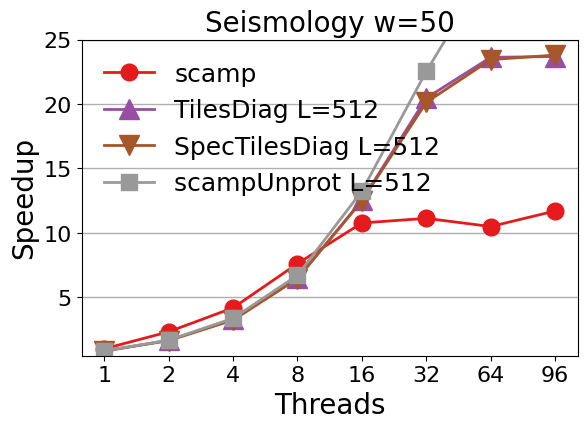 Seismology w=50
Speedup
25
20
15
10
5
scamp
TilesDiag L=512
SpecTilesDiag L=512
scampUnprot L=512
1 2 4 8 16 32 64 96
Threads